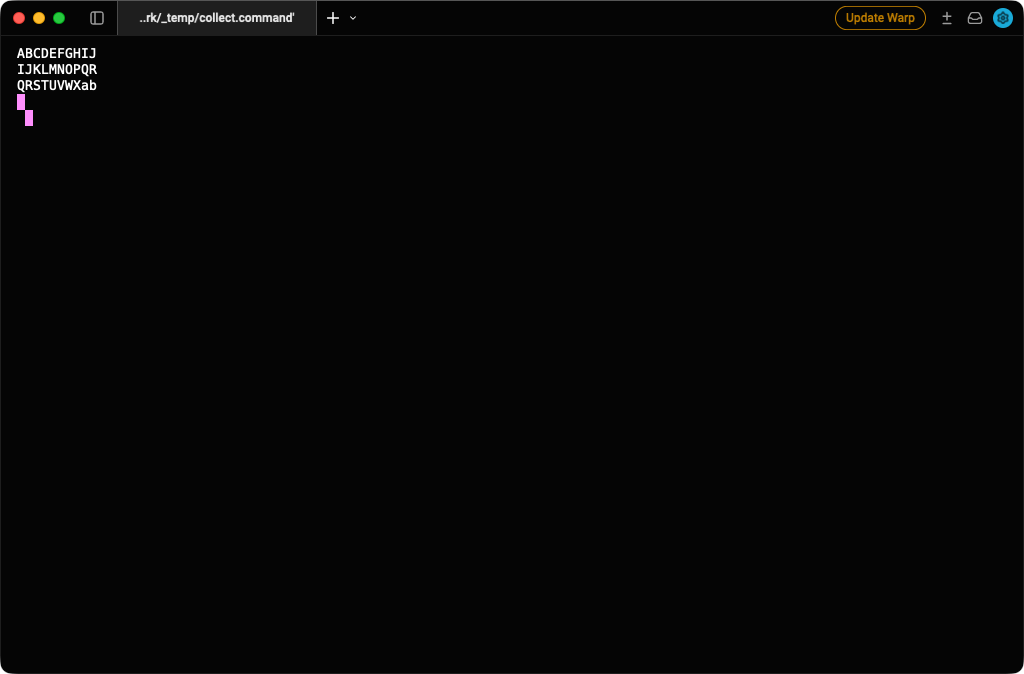 ..rk/_temp/collect.command'
Update Warp
ABCDEFGHIJ
IJKLMNOPQR
QRSTUVWXab